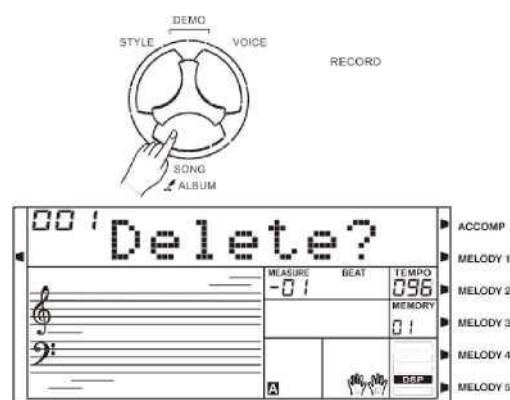 DEMO
STYLE VOICE
RECORD
SONG
ALBUM
001 Delete?
ACCOMP
MELODY 1
MEASURE BEAT TEMPO
-01 096
MELODY 2
MEMORY
01
MELODY 3
MELODY 4
A DSP
MELODY 5